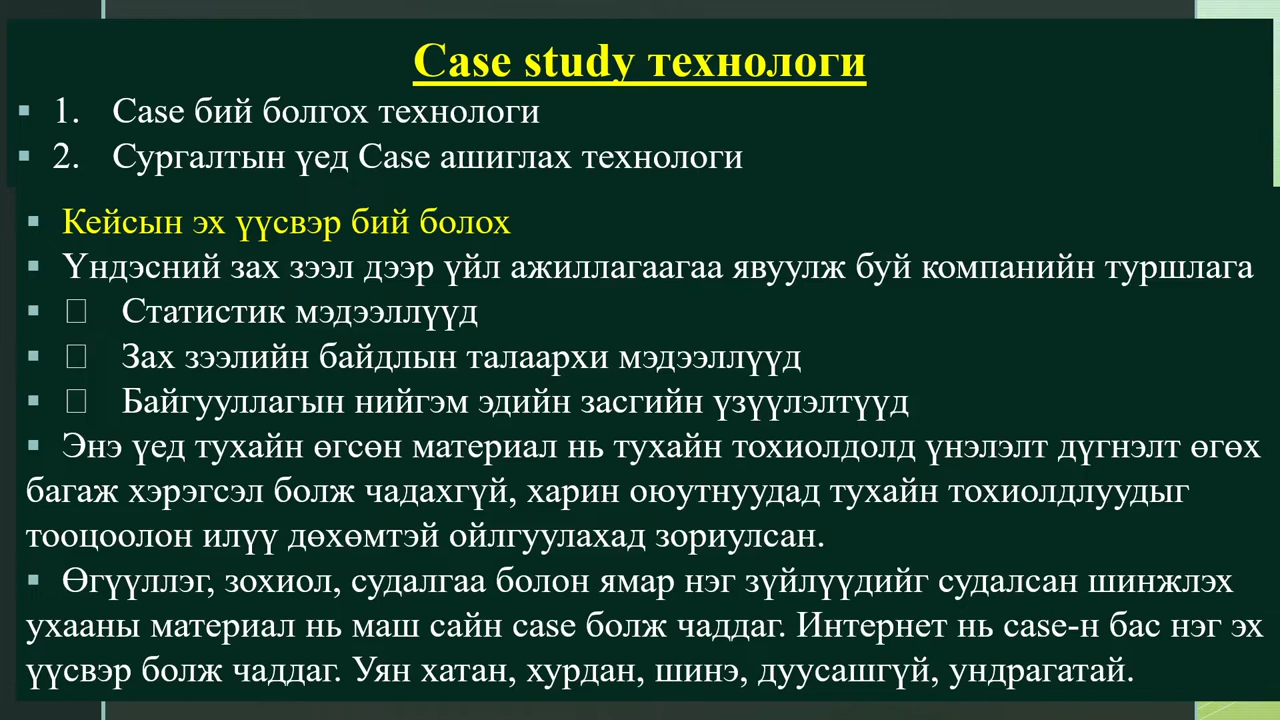 Case study технологи
▪ 1. Case бий болгох технологи
▪ 2. Сургалтын үед Case ашиглах технологи
▪ Кейсын эх үүсвэр бий болох
▪ Үндэсний зах зээл дээр үйл ажиллагаагаа явуулж буй компанийн туршлага
▪ □ Статистик мэдээллүүд
▪ □ Зах зээлийн байдлын талаархи мэдээллүүд
▪ □ Байгууллагын нийгэм эдийн засгийн үзүүлэлтүүд
▪ Энэ үед тухайн өгсөн материал нь тухайн тохиолдолд үнэлэлт дүгнэлт өгөх
багаж хэрэгсэл болж чадахгүй, харин оюутнуудад тухайн тохиолдлуудыг
тооцоолон илүү дөхөмтэй ойлгуулахад зориулсан.
▪ Өгүүллэг, зохиол, судалгаа болон ямар нэг зүйлүүдийг судалсан шинжлэх
ухааны материал нь маш сайн case болж чаддаг. Интернет нь case-н бас нэг эх
үүсвэр болж чаддаг. Уян хатан, хурдан, шинэ, дуусашгүй, ундрагатай.